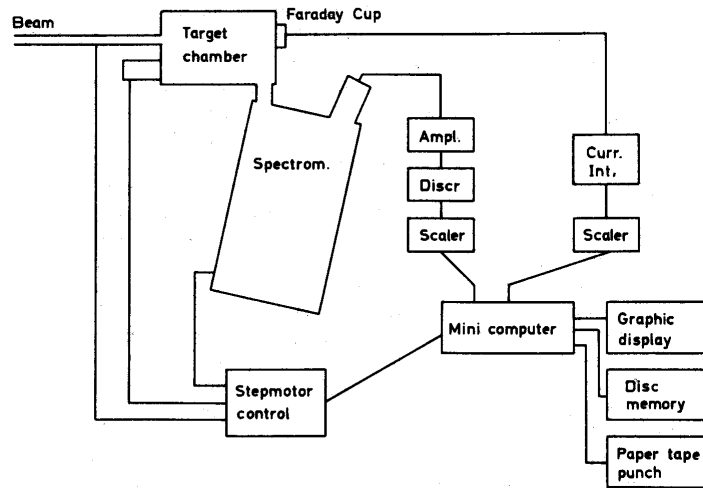 Beam
Faraday Cup
Target
chamber
Spectrom.
Ampl.
Discr
Scaler
Curr.
Int,
Scaler
Mini computer
Graphic
display
Disc
memory
Paper tape
punch
Stepmotor
control